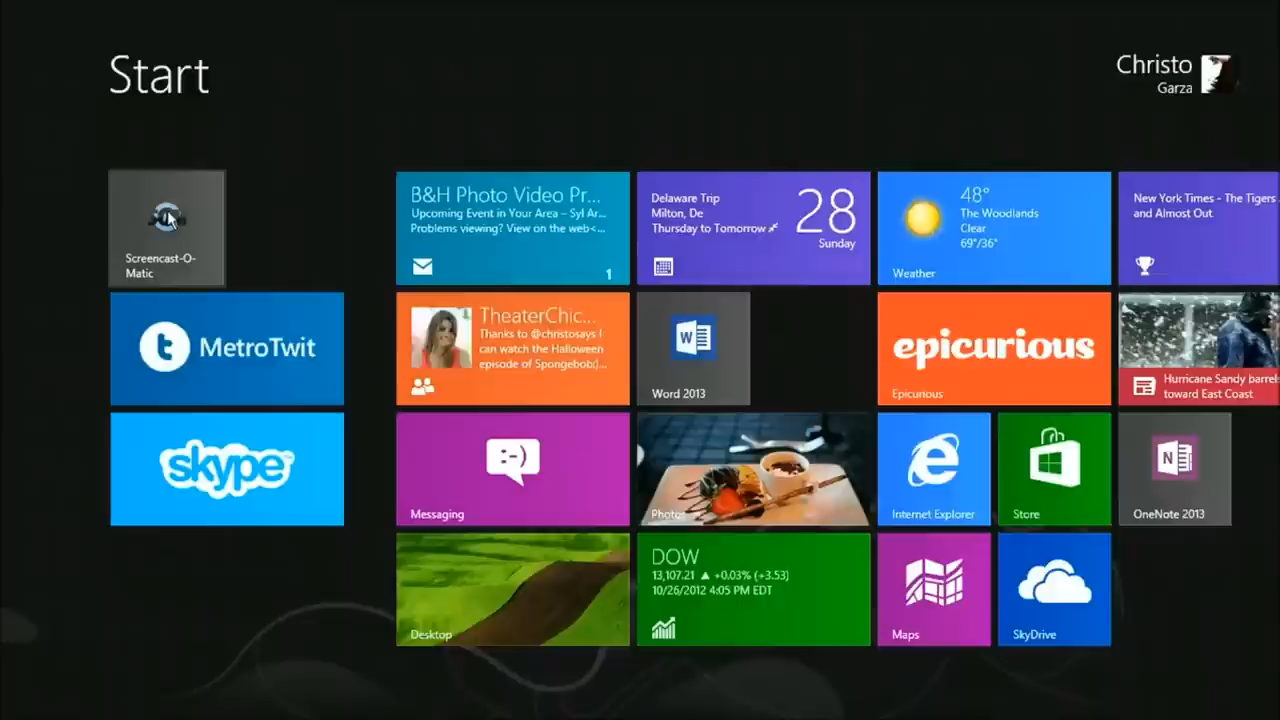 Start
Christo
Garza
Screencast-O-
Matic
MetroTwit
skype
B&H Photo Video Pr...
Upcoming Event in Your Area – Syl Ar...
Problems viewing? View on the web<...
1
TheaterChic...
Thanks to @christosays I
can watch the Halloween
episode of Spongebob:)...
Messaging
Desktop
Delaware Trip
Milton, De
Thursday to Tomorrow
28
Sunday
W
Word 2013
Photos
DOW
13,107.21 ▲ +0.03% (+3.53)
10/26/2012 4:05 PM EDT
48°
The Woodlands
Clear
69°/36°
Weather
epicurious
Epicurious
Internet Explorer
Store
Maps
SkyDrive
New York Times - The Tigers
and Almost Out
Hurricane Sandy barrels
toward East Coast
N
OneNote 2013